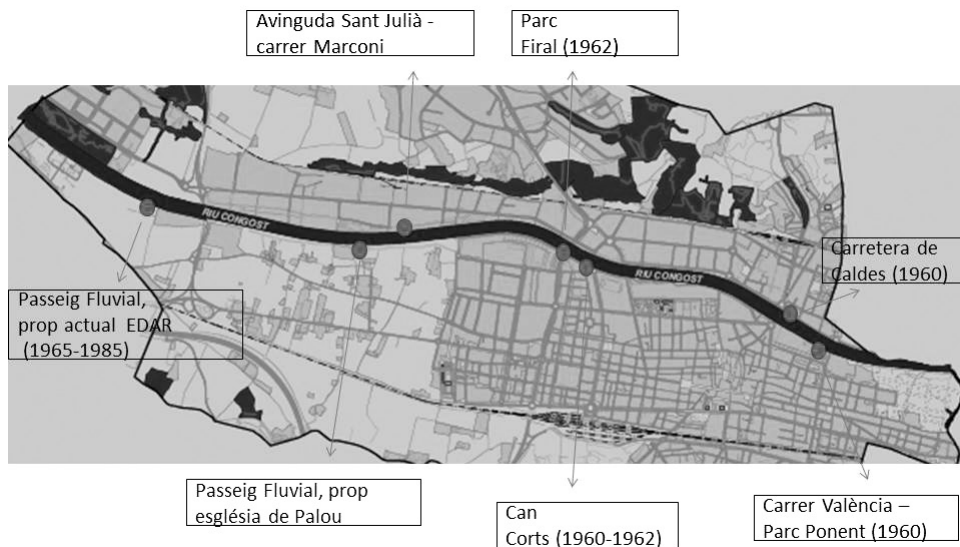 Avinguda Sant Julià -
carrer Marconi
Parc
Firal (1962)
RIU CONGOST
RIU CONGOST
Carretera de
Caldes (1960)
Passeig Fluvial,
prop actual EDAR
(1965-1985)
Passeig Fluvial, prop
església de Palou
Can
Corts (1960-1962)
Carrer València –
Parc Ponent (1960)